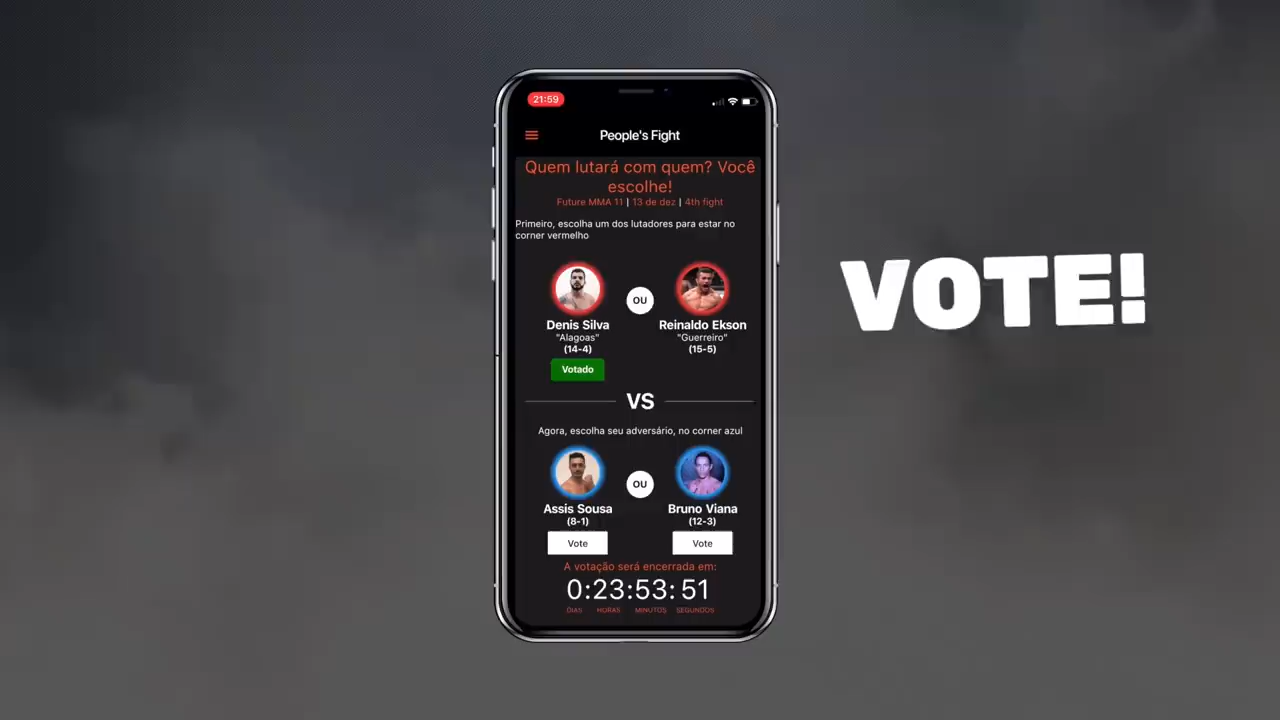 21:59
People's Fight
Quem lutará com quem? Você
escolhe!
Future MMA 11 | 13 de dez | 4th fight
Primeiro, escolha um dos lutadores para estar no
corner vermelho
OU
Denis Silva
"Alagoas"
(14-4)
Reinaldo Ekson
"Guerreiro"
(15-5)
Votado
VS
Agora, escolha seu adversário, no corner azul
OU
Assis Sousa
(8-1)
Bruno Viana
(12-3)
Vote
Vote
A votação será encerrada em:
0:23:53:51
DIAS HORAS MINUTOS SEGUNDOS
VOTE!